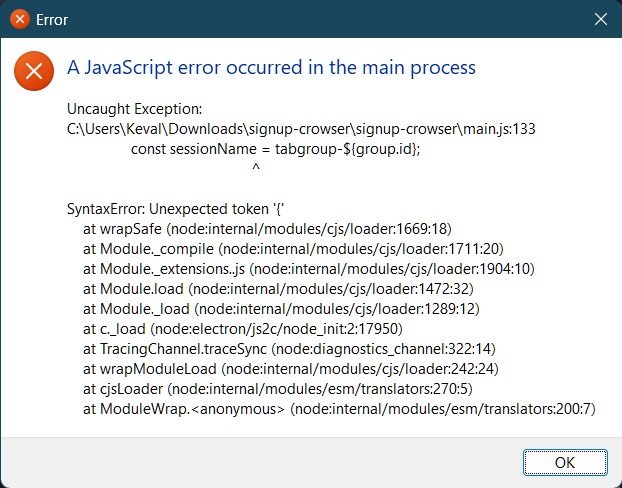 Error
A JavaScript error occurred in the main process
Uncaught Exception:
C:\Users\Keval\Downloads\signup-crowser\signup-crowser\main.js:133
const sessionName = tabgroup-${group.id};
^
SyntaxError: Unexpected token '{'
at wrapSafe (node:internal/modules/cjs/loader:1669:18)
at Module._compile (node:internal/modules/cjs/loader:1711:20)
at Module._extensions..js (node:internal/modules/cjs/loader:1904:10)
at Module.load (node:internal/modules/cjs/loader:1472:32)
at Module._load (node:internal/modules/cjs/loader:1289:12)
at c._load (node:electron/js2c/node_init:2:17950)
at TracingChannel.traceSync (node:diagnostics_channel:322:14)
at wrapModuleLoad (node:internal/modules/cjs/loader:242:24)
at cjsLoader (node:internal/modules/esm/translators:270:5)
at ModuleWrap.<anonymous> (node:internal/modules/esm/translators:200:7)
OK